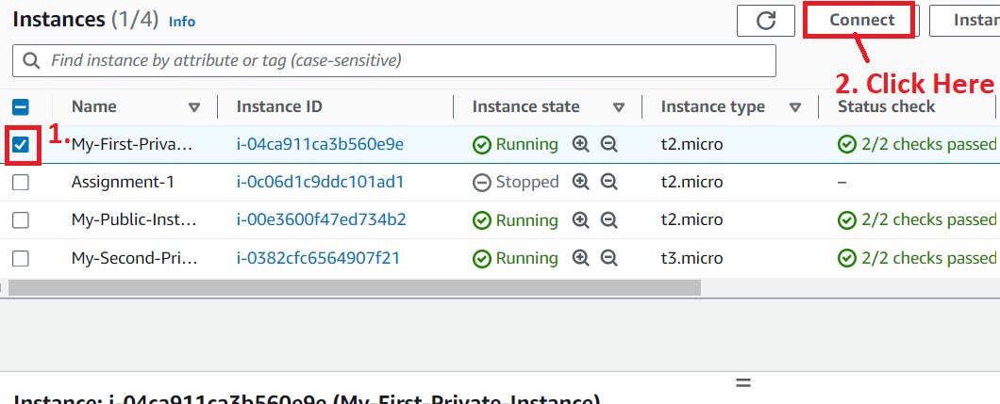 Instances (1/4) Info
Connect
Instan
Find instance by attribute or tag (case-sensitive)
2. Click Here
Name Instance ID Instance state Instance type Status check
1.
My-First-Priva... i-04ca911ca3b560e9e Running t2.micro 2/2 checks passed
Assignment-1 i-0c06d1c9ddc101ad1 Stopped t2.micro –
My-Public-Inst... i-00e3600f47ed734b2 Running t2.micro 2/2 checks passed
My-Second-Pri... i-0382cfc6564907f21 Running t3.micro 2/2 checks passed
Instance: i-04ca911ca3b560e9e (My-First-Private-Instance)